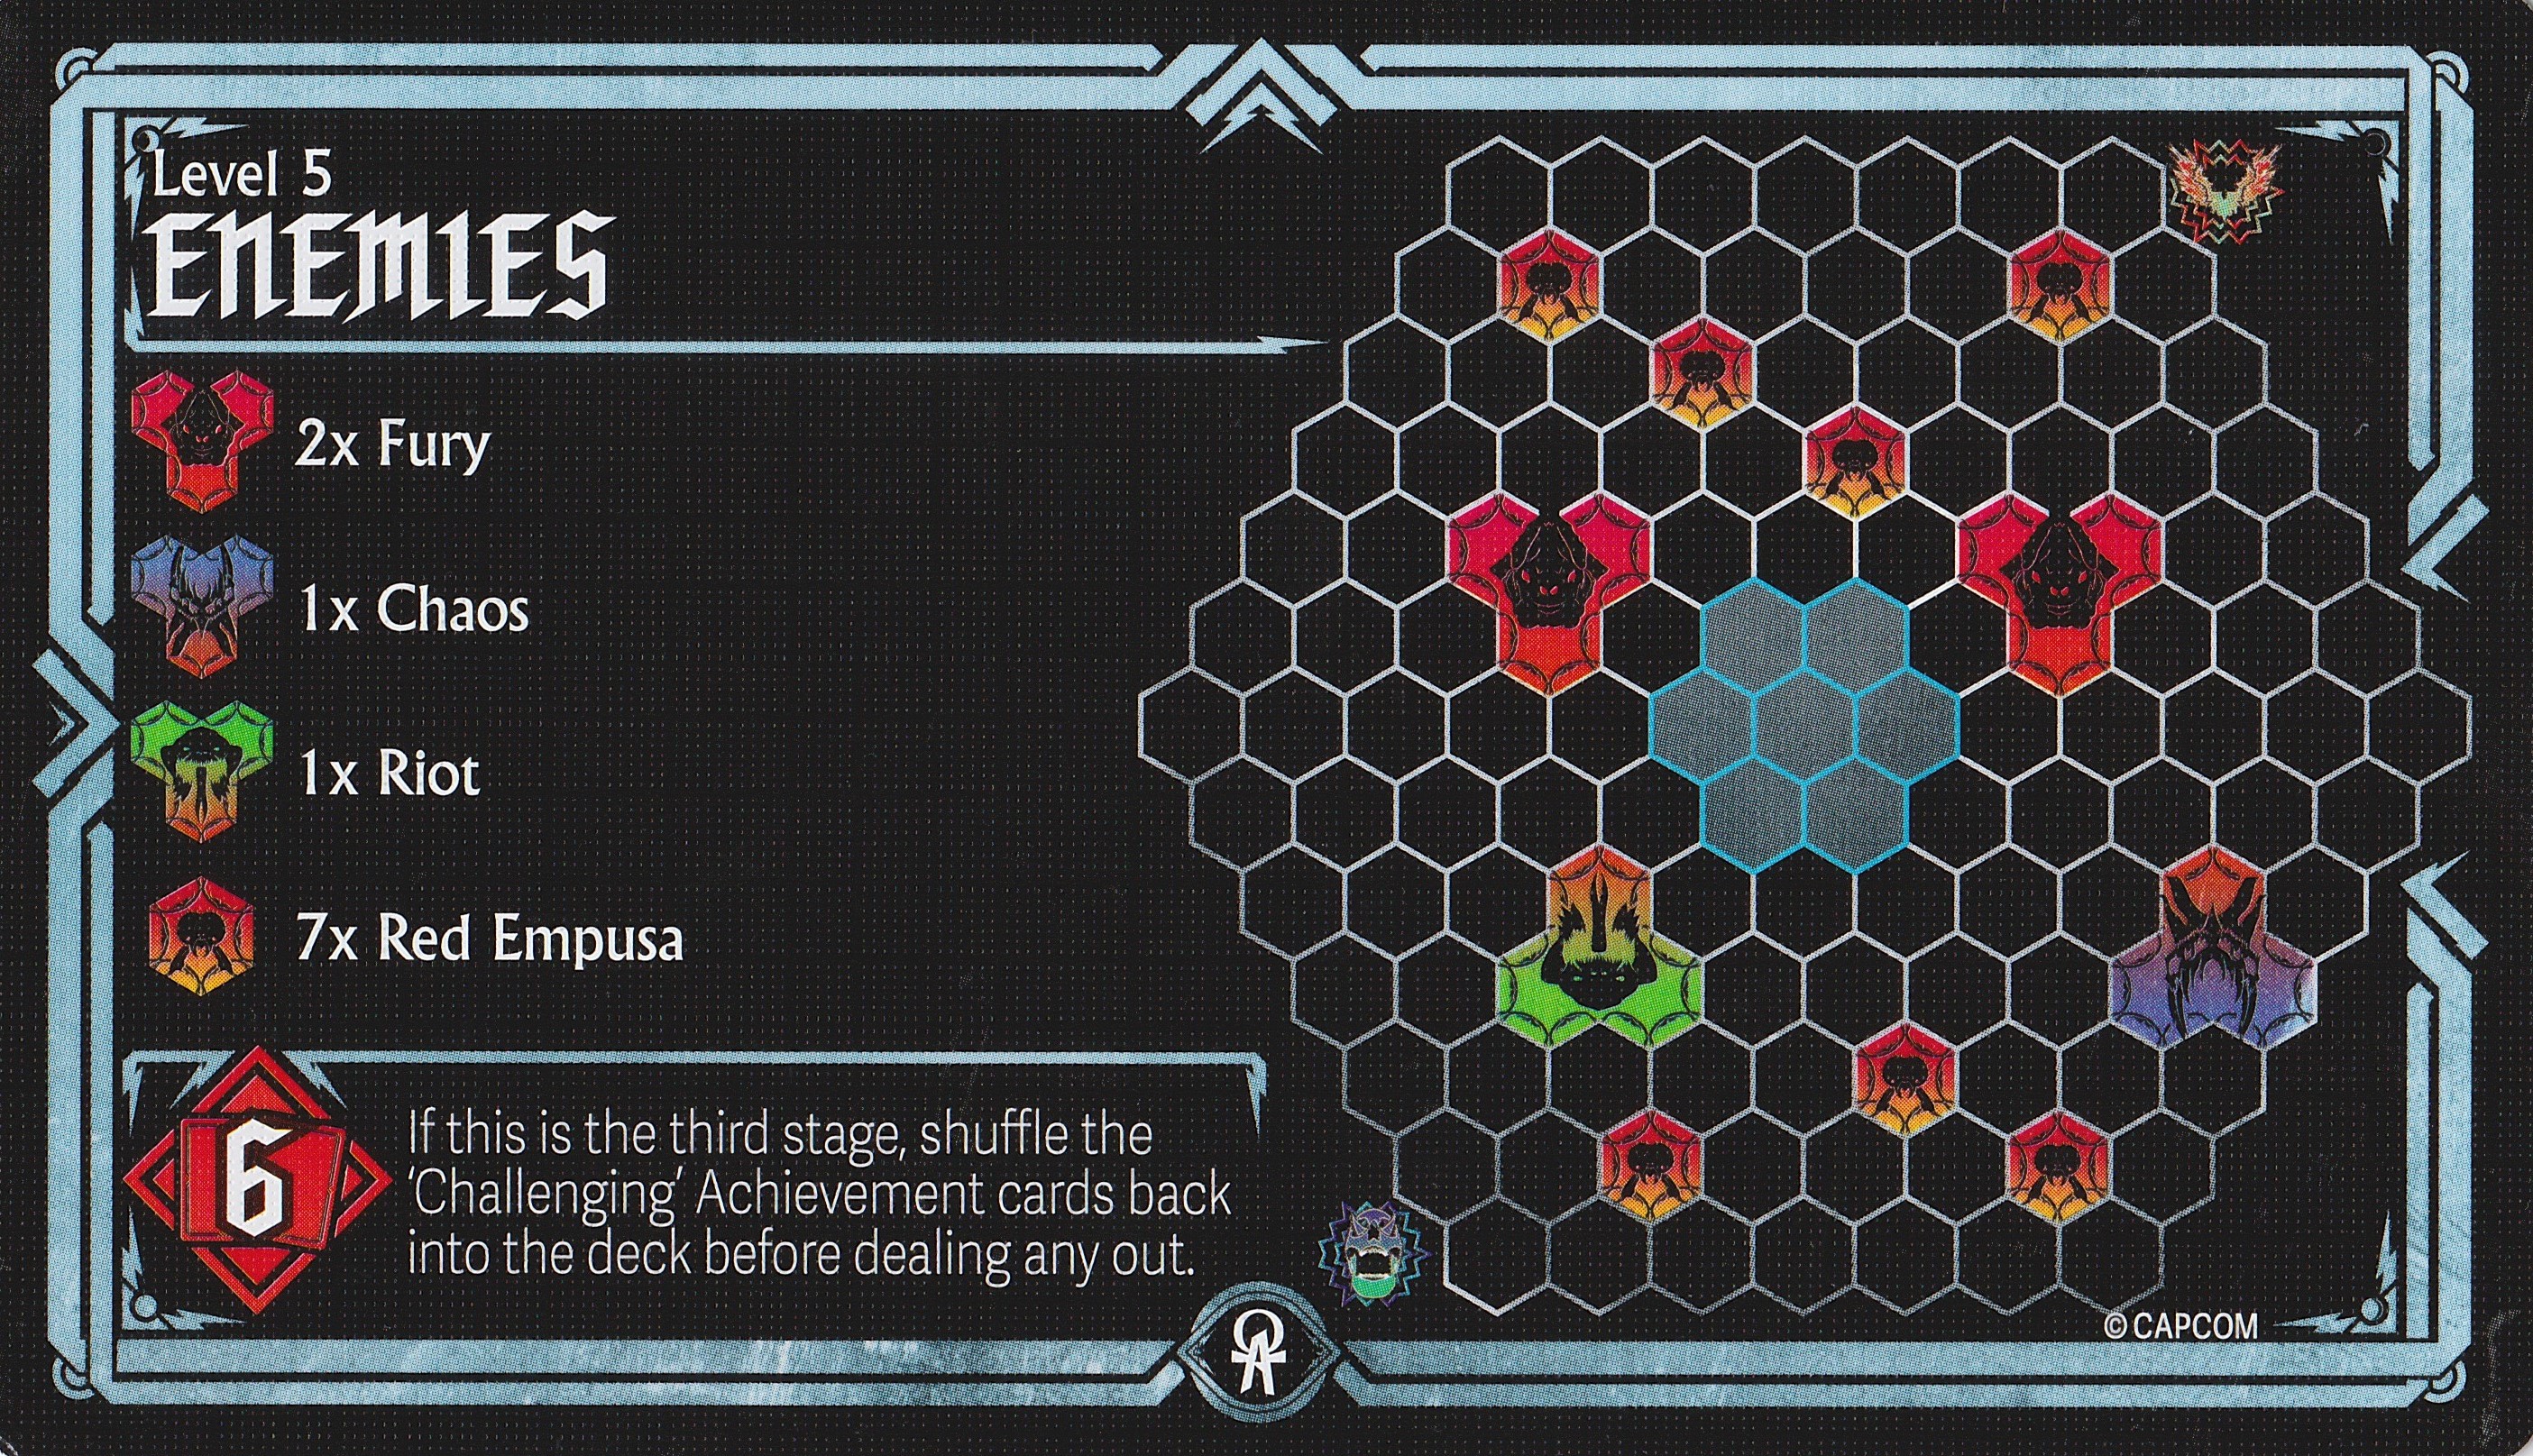 Level 5
ENEMIES
2x Fury
1x Chaos
1x Riot
7x Red Empusa
6
If this is the third stage, shuffle the
‘Challenging’ Achievement cards back
into the deck before dealing any out.
© CAPCOM